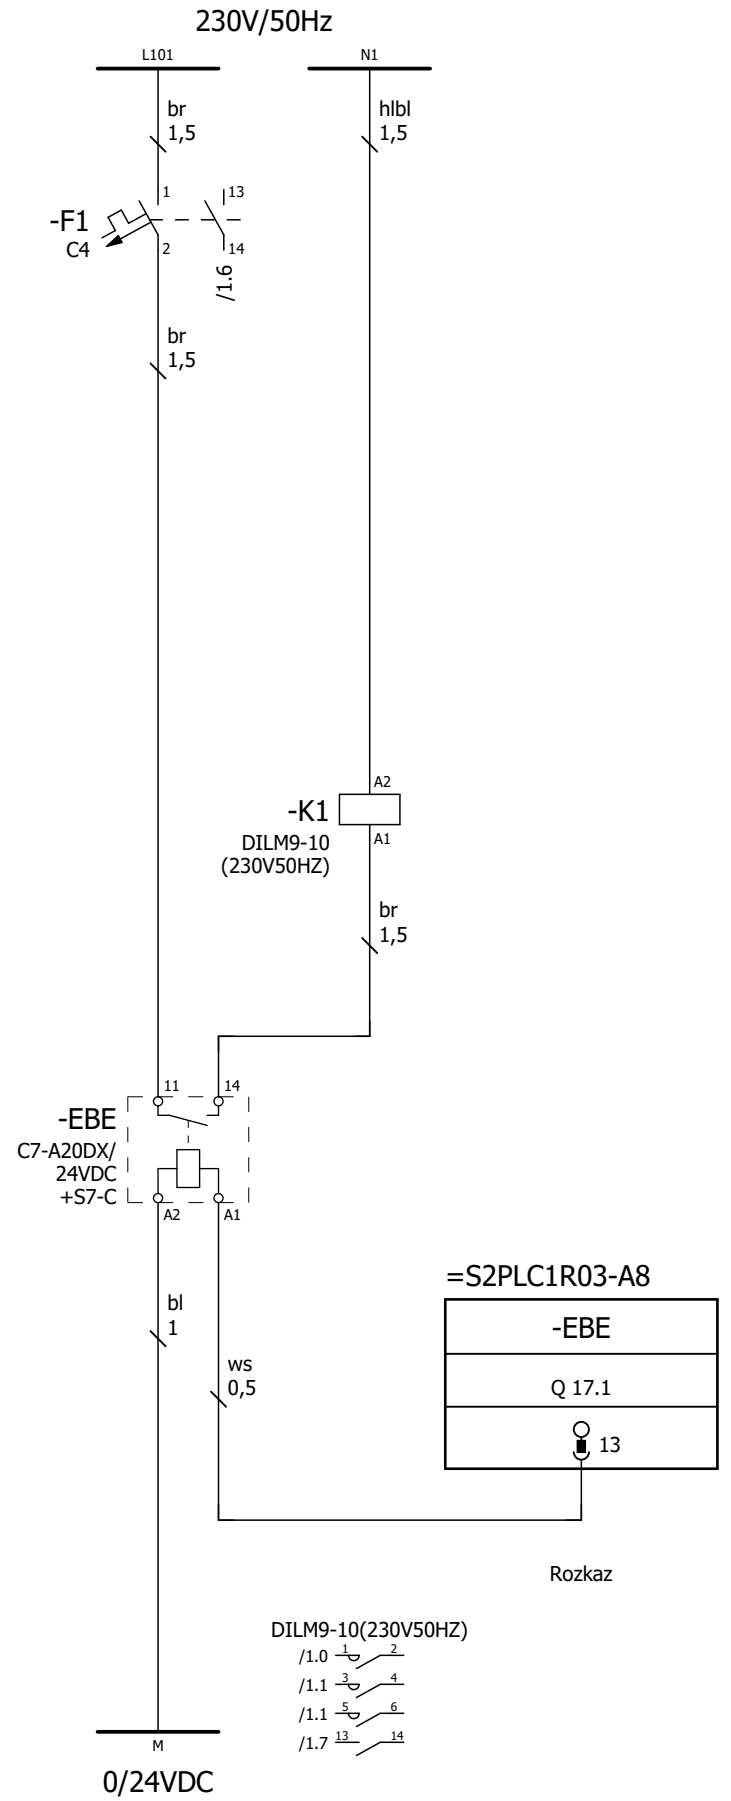 230V/50Hz
L101
N1
br
1,5
hlbl
1,5
-F1
C4
1
2
13
14
/1.6
br
1,5
-K1
DILM9-10
(230V50HZ)
A2
A1
br
1,5
11
14
-EBE
C7-A20DX/
24VDC
+S7-C
A2
A1
bl
1
ws
0,5
=S2PLC1R03-A8
-EBE
Q 17.1
13
Rozkaz
DILM9-10(230V50HZ)
/1.0 1 2
/1.1 3 4
/1.1 5 6
/1.7 13 14
M
0/24VDC